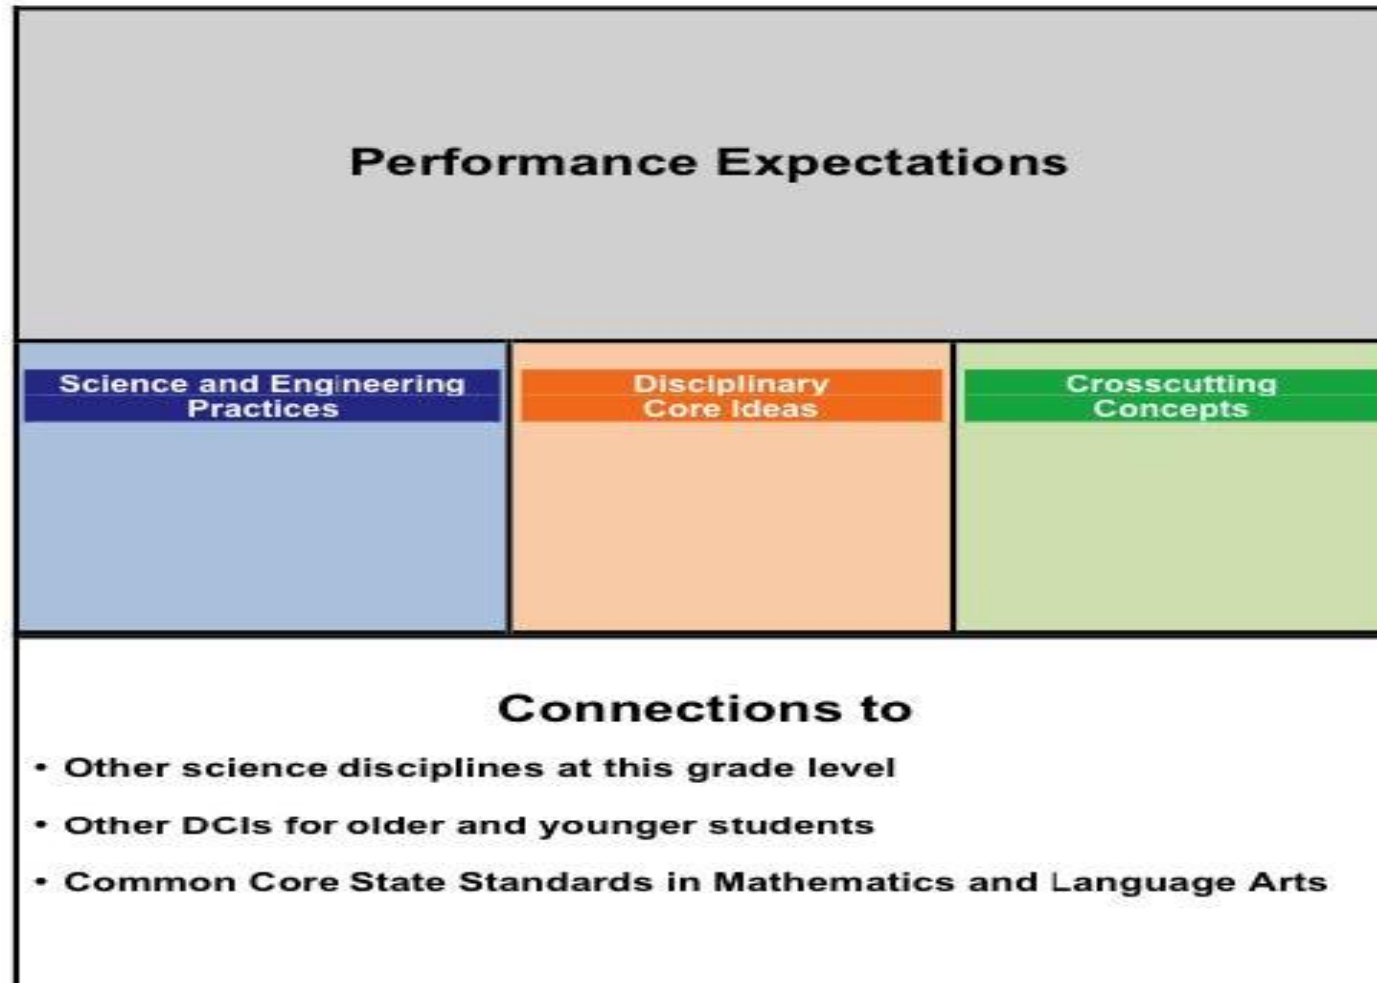 Performance Expectations
Science and Engineering
Practices
Disciplinary
Core Ideas
Crosscutting
Concepts
Connections to
• Other science disciplines at this grade level
• Other DCIs for older and younger students
• Common Core State Standards in Mathematics and Language Arts